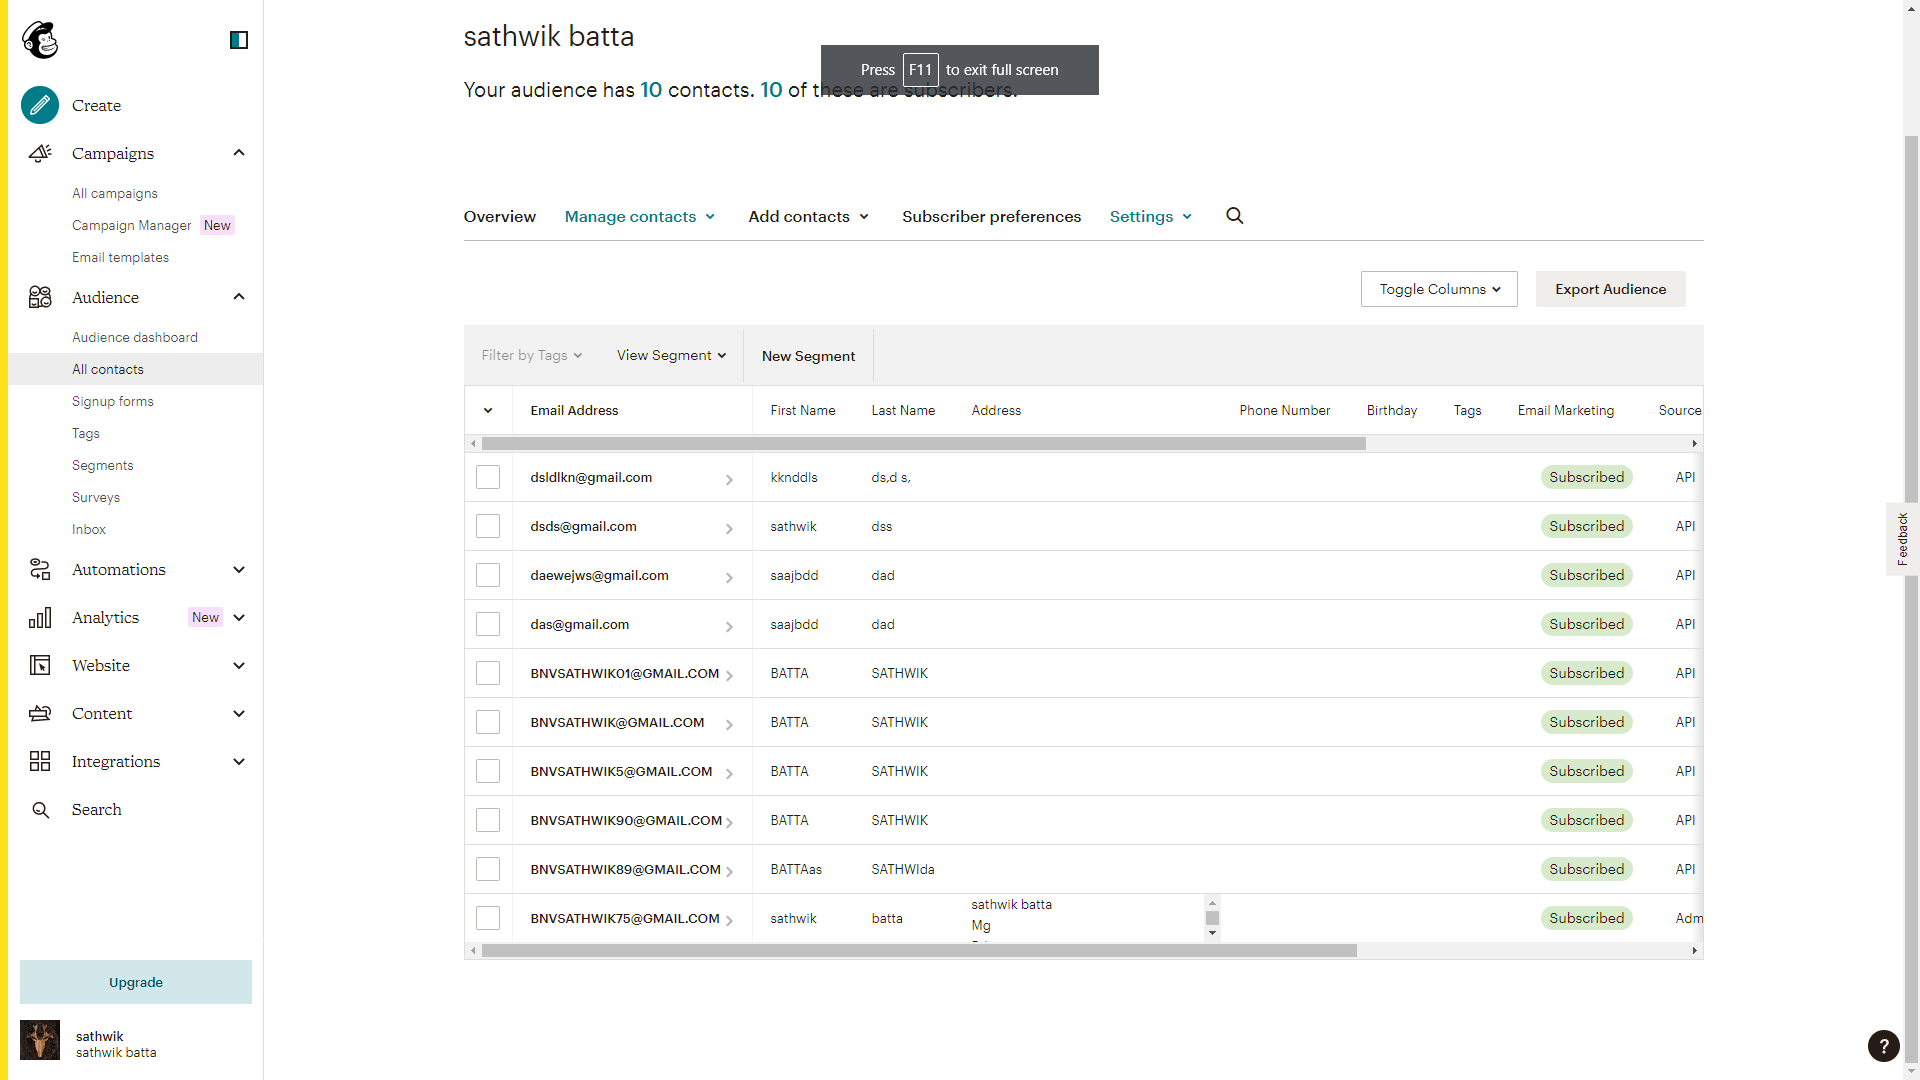 sathwik batta
Press F11 to exit full screen
Your audience has 10 contacts. 10 of these are subscribers.
Create
Campaigns
All campaigns
Campaign Manager New
Email templates
Audience
Audience dashboard
All contacts
Signup forms
Tags
Segments
Surveys
Inbox
Automations
Analytics New
Website
Content
Integrations
Search
Upgrade
sathwik
sathwik batta
Overview Manage contacts Add contacts Subscriber preferences Settings
Toggle Columns Export Audience
Filter by Tags View Segment New Segment
Email Address First Name Last Name Address Phone Number Birthday Tags Email Marketing Source
dsldlkn@gmail.com kknddls ds,d s, Subscribed API
dsds@gmail.com sathwik dss Subscribed API
daewejws@gmail.com saajbdd dad Subscribed API
das@gmail.com saajbdd dad Subscribed API
BNVSATHWIK01@GMAIL.COM BATTA SATHWIK Subscribed API
BNVSATHWIK@GMAIL.COM BATTA SATHWIK Subscribed API
BNVSATHWIK5@GMAIL.COM BATTA SATHWIK Subscribed API
BNVSATHWIK90@GMAIL.COM BATTA SATHWIK Subscribed API
BNVSATHWIK89@GMAIL.COM BATTAas SATHWIda Subscribed API
BNVSATHWIK75@GMAIL.COM sathwik batta sathwik batta Subscribed Adm
Mg
Feedback
?